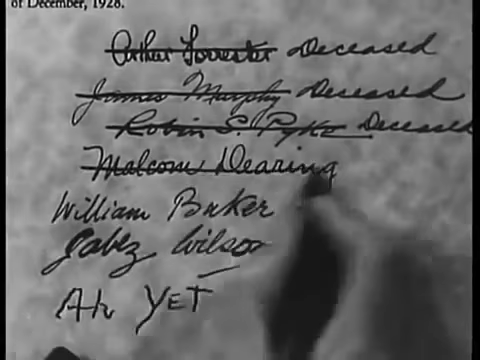 of December, 1928.
Arthur Forrester Deceased
James Murphy Deceased
Robin S. Pyke Deceased
Malcom Dearing
William Baker
Jabez Wilson
Ah YET